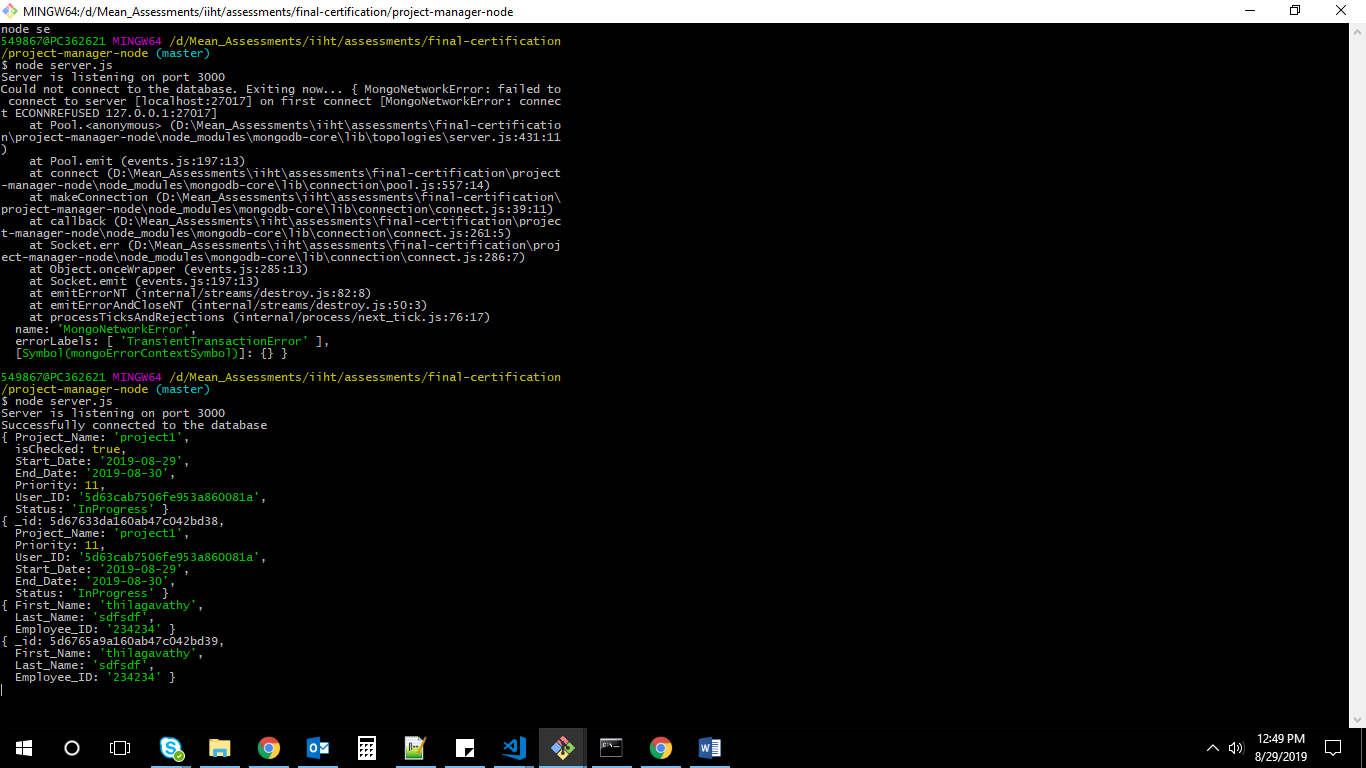 MINGW64:/d/Mean_Assessments/iiht/assessments/final-certification/project-manager-node
node se
549867@PC362621 MINGW64 /d/Mean_Assessments/iiht/assessments/final-certification
/project-manager-node (master)
$ node server.js
Server is listening on port 3000
Could not connect to the database. Exiting now... { MongoNetworkError: failed to
 connect to server [localhost:27017] on first connect [MongoNetworkError: connec
t ECONNREFUSED 127.0.0.1:27017]
    at Pool.<anonymous> (D:\Mean_Assessments\iiht\assessments\final-certificatio
n\project-manager-node\node_modules\mongodb-core\lib\topologies\server.js:431:11
)
    at Pool.emit (events.js:197:13)
    at connect (D:\Mean_Assessments\iiht\assessments\final-certification\project
-manager-node\node_modules\mongodb-core\lib\connection\pool.js:557:14)
    at makeConnection (D:\Mean_Assessments\iiht\assessments\final-certification\
project-manager-node\node_modules\mongodb-core\lib\connection\connect.js:39:11)
    at callback (D:\Mean_Assessments\iiht\assessments\final-certification\projec
t-manager-node\node_modules\mongodb-core\lib\connection\connect.js:261:5)
    at Socket.err (D:\Mean_Assessments\iiht\assessments\final-certification\proj
ect-manager-node\node_modules\mongodb-core\lib\connection\connect.js:286:7)
    at Object.onceWrapper (events.js:285:13)
    at Socket.emit (events.js:197:13)
    at emitErrorNT (internal/streams/destroy.js:82:8)
    at emitErrorAndCloseNT (internal/streams/destroy.js:50:3)
    at processTicksAndRejections (internal/process/next_tick.js:76:17)
  name: 'MongoNetworkError',
  errorLabels: [ 'TransientTransactionError' ],
  [Symbol(mongoErrorContextSymbol)]: {} }
549867@PC362621 MINGW64 /d/Mean_Assessments/iiht/assessments/final-certification
/project-manager-node (master)
$ node server.js
Server is listening on port 3000
Successfully connected to the database
{ Project_Name: 'project1',
  isChecked: true,
  Start_Date: '2019-08-29',
  End_Date: '2019-08-30',
  Priority: 11,
  User_ID: '5d63cab7506fe953a860081a',
  Status: 'InProgress' }
{ _id: 5d67633da160ab47c042bd38,
  Project_Name: 'project1',
  Priority: 11,
  User_ID: '5d63cab7506fe953a860081a',
  Start_Date: '2019-08-29',
  End_Date: '2019-08-30',
  Status: 'InProgress' }
{ First_Name: 'thilagavathy',
  Last_Name: 'sdfsdf',
  Employee_ID: '234234' }
{ _id: 5d6765a9a160ab47c042bd39,
  First_Name: 'thilagavathy',
  Last_Name: 'sdfsdf',
  Employee_ID: '234234' }
12:49 PM
8/29/2019